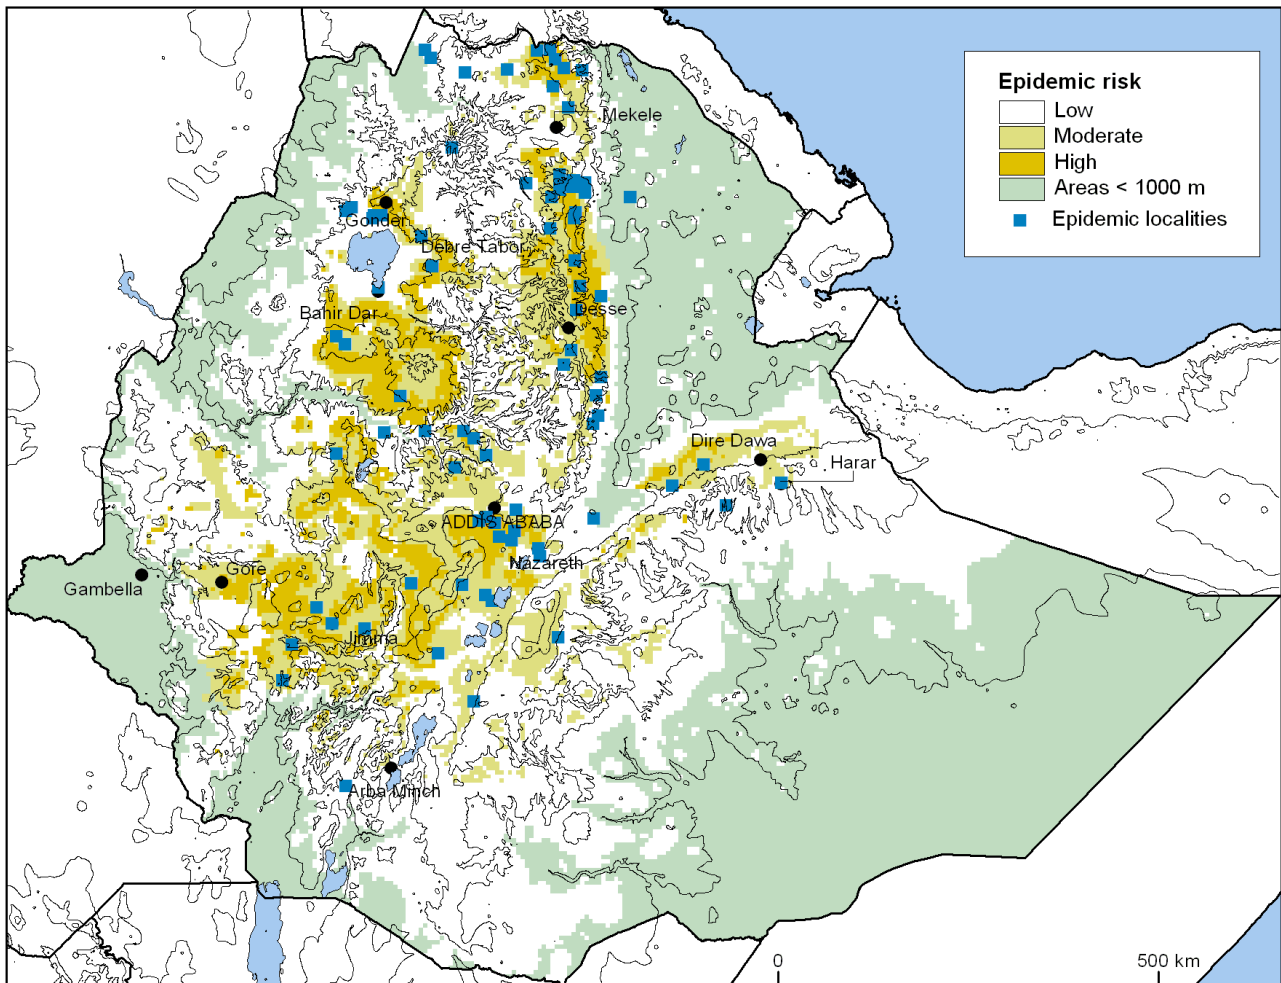 Epidemic risk
Low
Moderate
High
Areas < 1000 m
Epidemic localities
Mekele
Gonder
Debre Tabor
Bahir Dar
Desse
Dire Dawa
Harar
ADDIS ABABA
Nazareth
Gore
Gambella
Jimma
Arba Minch
0
500 km